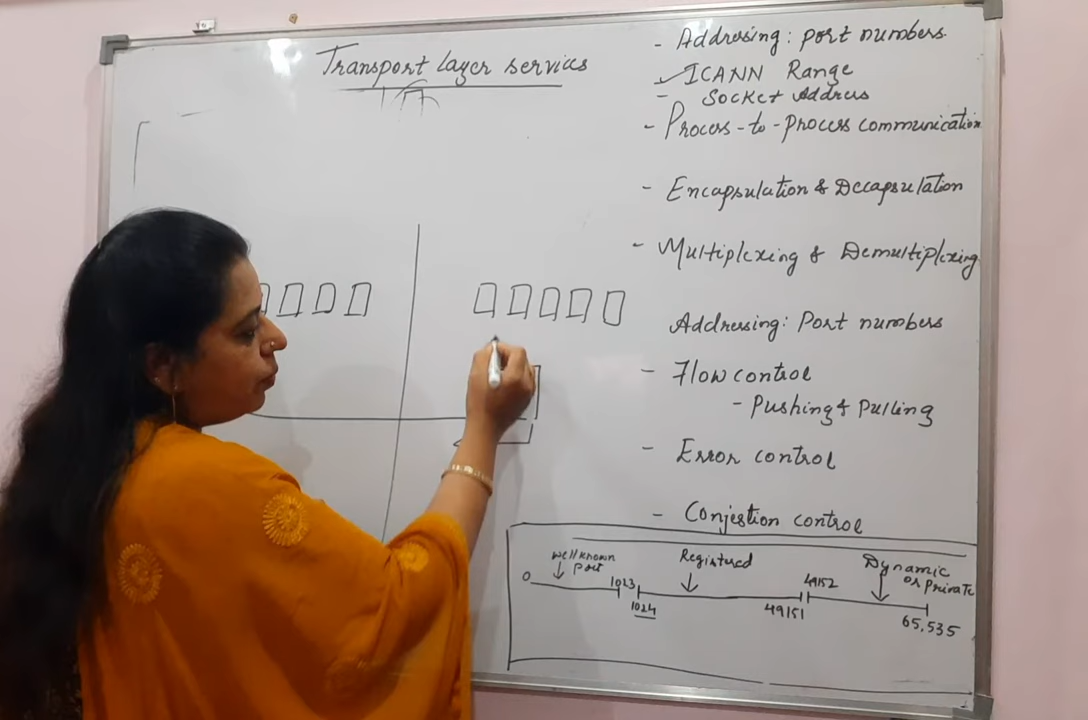 Transport layer services
- Addresing: port numbers.
- ICANN Range
- Socket Address
- Process-to-Process communication
- Encapsulation & Decapsulation
- Multiplexing & Demultiplexing
Addressing: Port numbers
- Flow control
- Pushing & Pulling
- Error control
- Conjestion control
0 well known port 1023
1024 Registered 49151
49152 Dynamic or Private 65,535